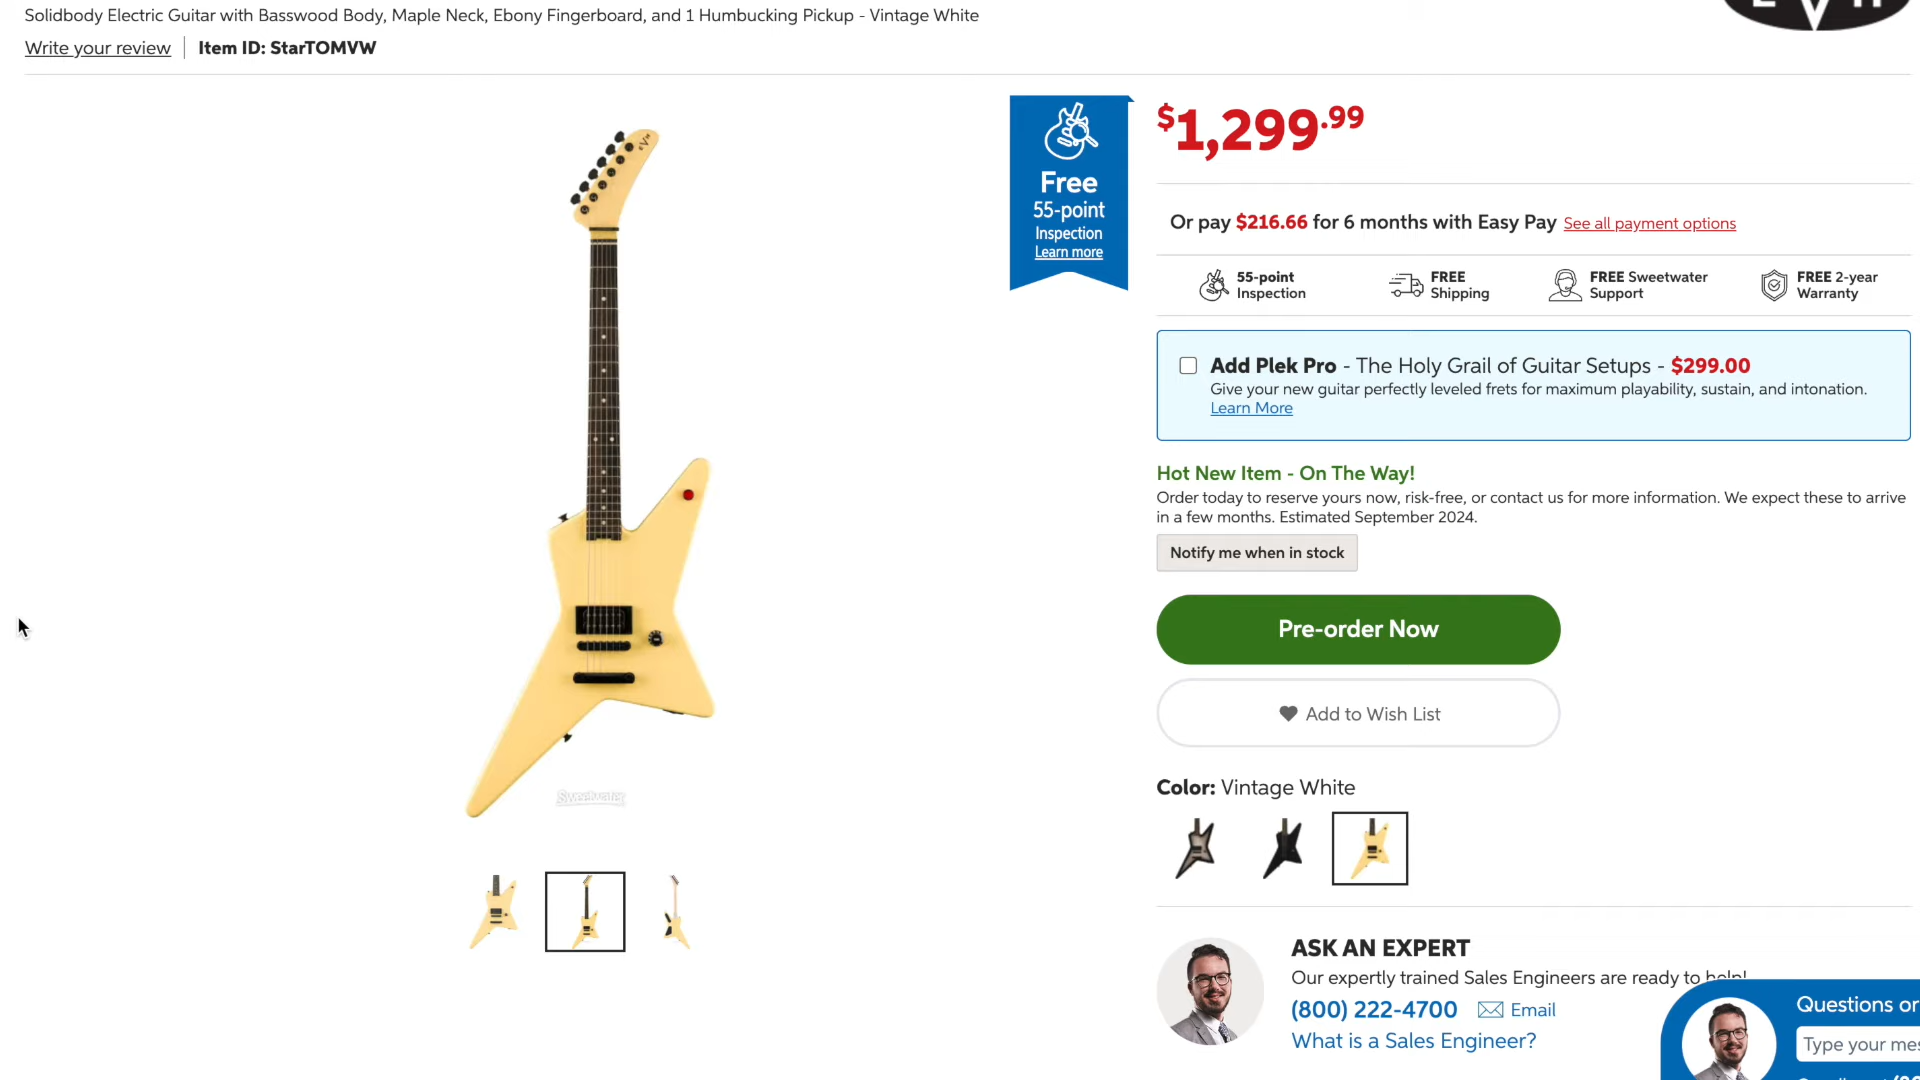 Solidbody Electric Guitar with Basswood Body, Maple Neck, Ebony Fingerboard, and 1 Humbucking Pickup - Vintage White
Write your review
Item ID: StarTOMVW
Free
55-point
Inspection
Learn more
$1,299.99
Or pay $216.66 for 6 months with Easy Pay See all payment options
55-point
Inspection
FREE
Shipping
FREE Sweetwater
Support
FREE 2-year
Warranty
Add Plek Pro - The Holy Grail of Guitar Setups - $299.00
Give your new guitar perfectly leveled frets for maximum playability, sustain, and intonation.
Learn More
Hot New Item - On The Way!
Order today to reserve yours now, risk-free, or contact us for more information. We expect these to arrive
in a few months. Estimated September 2024.
Notify me when in stock
Pre-order Now
Add to Wish List
Sweetwater
Color: Vintage White
ASK AN EXPERT
Our expertly trained Sales Engineers are ready to help!
(800) 222-4700
Email
What is a Sales Engineer?
Questions or
Type your mes